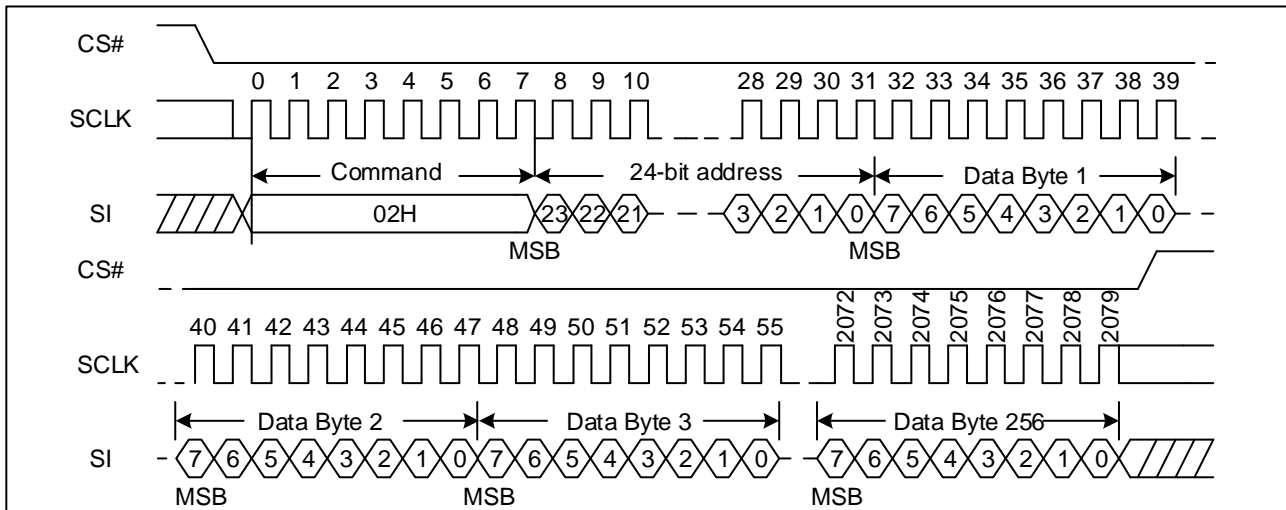 CS#
0 1 2 3 4 5 6 7 8 9 10 28 29 30 31 32 33 34 35 36 37 38 39
SCLK
Command 24-bit address Data Byte 1
SI 02H 23 22 21 3 2 1 0 7 6 5 4 3 2 1 0
MSB MSB
CS#
40 41 42 43 44 45 46 47 48 49 50 51 52 53 54 55 2072 2073 2074 2075 2076 2077 2078 2079
SCLK
Data Byte 2 Data Byte 3 Data Byte 256
SI 7 6 5 4 3 2 1 0 7 6 5 4 3 2 1 0 7 6 5 4 3 2 1 0
MSB MSB MSB